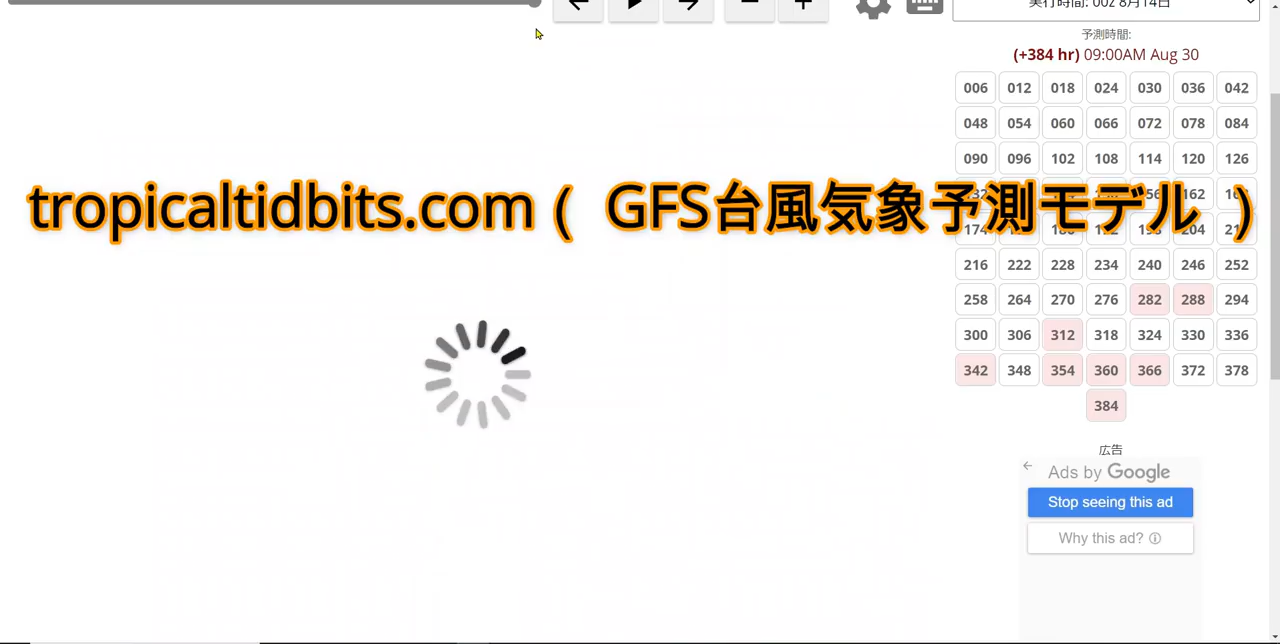 実行時間: 00z 8月14日
予測時間:
(+384 hr) 09:00AM Aug 30
006 012 018 024 030 036 042
048 054 060 066 072 078 084
090 096 102 108 114 120 126
tropicaltidbits.com（ GFS台風気象予測モデル ）
162
174 204
216 222 228 234 240 246 252
258 264 270 276 282 288 294
300 306 312 318 324 330 336
342 348 354 360 366 372 378
384
広告
Ads by Google
Stop seeing this ad
Why this ad?